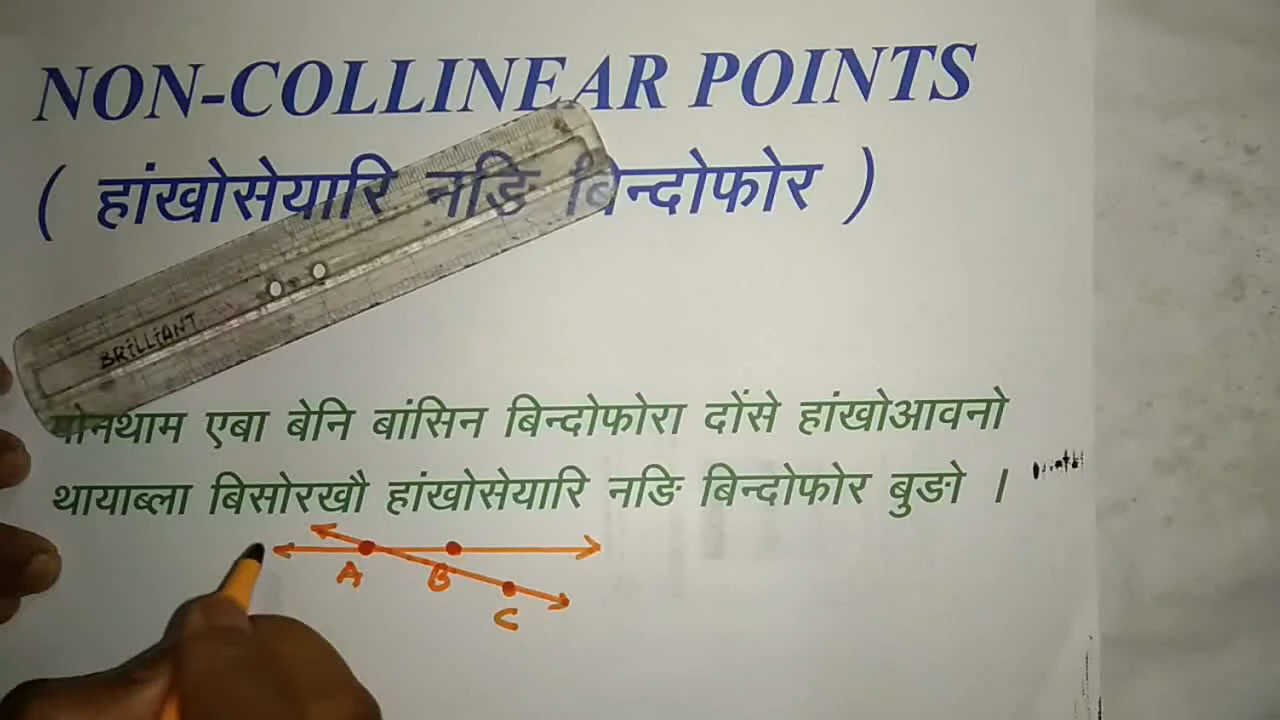 NON-COLLINEAR POINTS
( हांखोसेयारि नङि बिन्दोफोर )
BRILLIANT
एबा बेनि बांसिन बिन्दोफोरा दोंसे हांखोआवनो
थायाब्ला बिसोरखौ हांखोसेयारि नङि बिन्दोफोर बुङो ।
A B
C